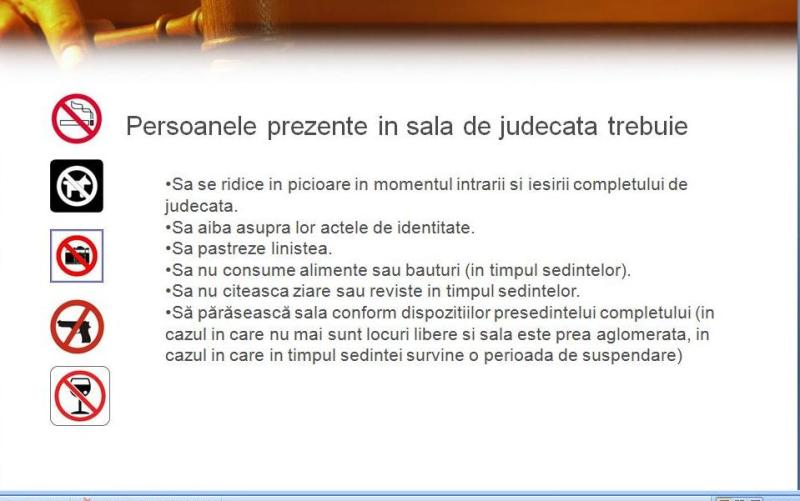 Persoanele prezente in sala de judecata trebuie
•Sa se ridice in picioare in momentul intrarii si iesirii completului de
judecata.
•Sa aiba asupra lor actele de identitate.
•Sa pastreze linistea.
•Sa nu consume alimente sau bauturi (in timpul sedintelor).
•Sa nu citeasca ziare sau reviste in timpul sedintelor.
•Să părăsească sala conform dispozitiilor presedintelui completului (in
cazul in care nu mai sunt locuri libere si sala este prea aglomerata, in
cazul in care in timpul sedintei survine o perioada de suspendare)